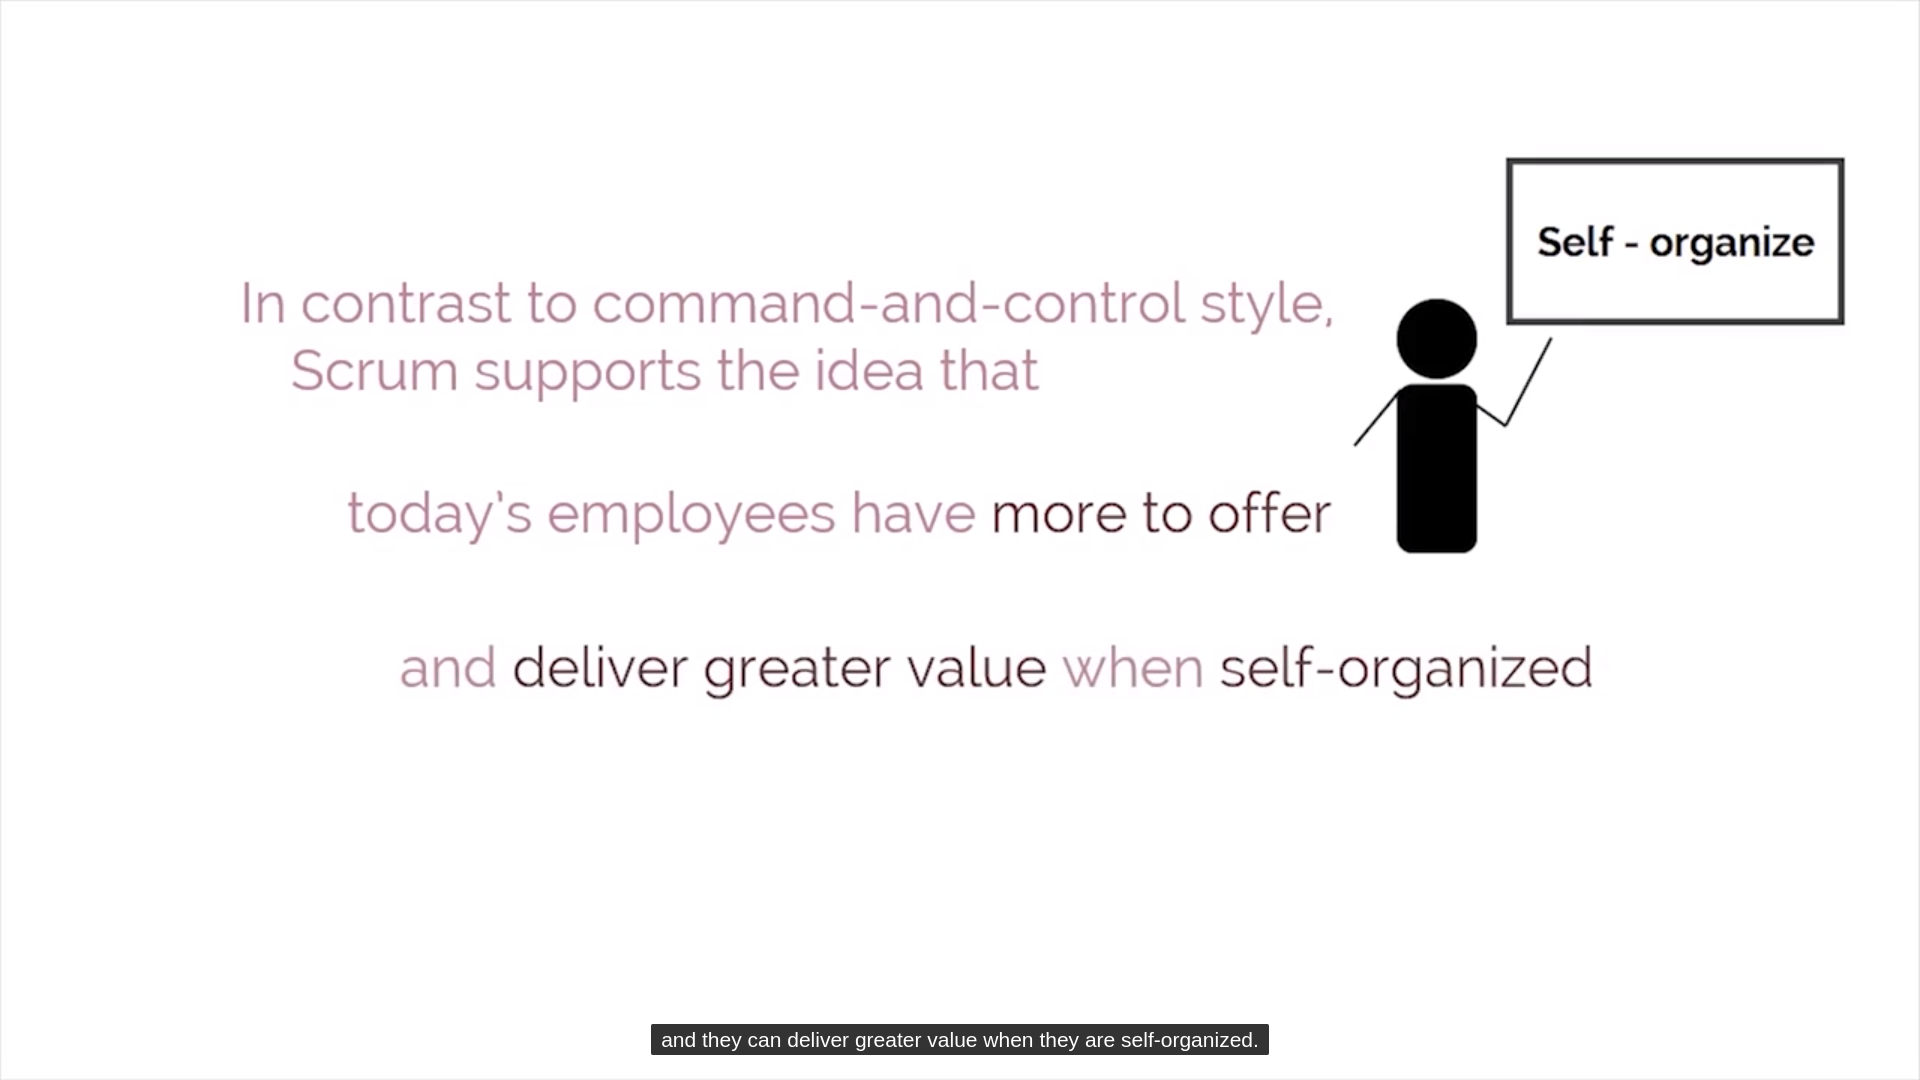 Self - organize
In contrast to command-and-control style,
Scrum supports the idea that
today's employees have more to offer
and deliver greater value when self-organized
and they can deliver greater value when they are self-organized.